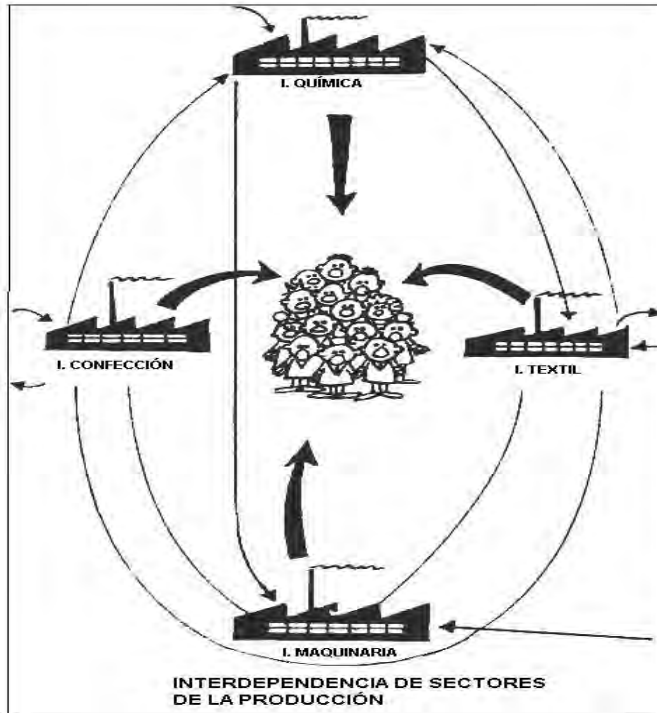 I. QUÍMICA
I. CONFECCIÓN
I. TEXTIL
I. MAQUINARIA
INTERDEPENDENCIA DE SECTORES
DE LA PRODUCCIÓN